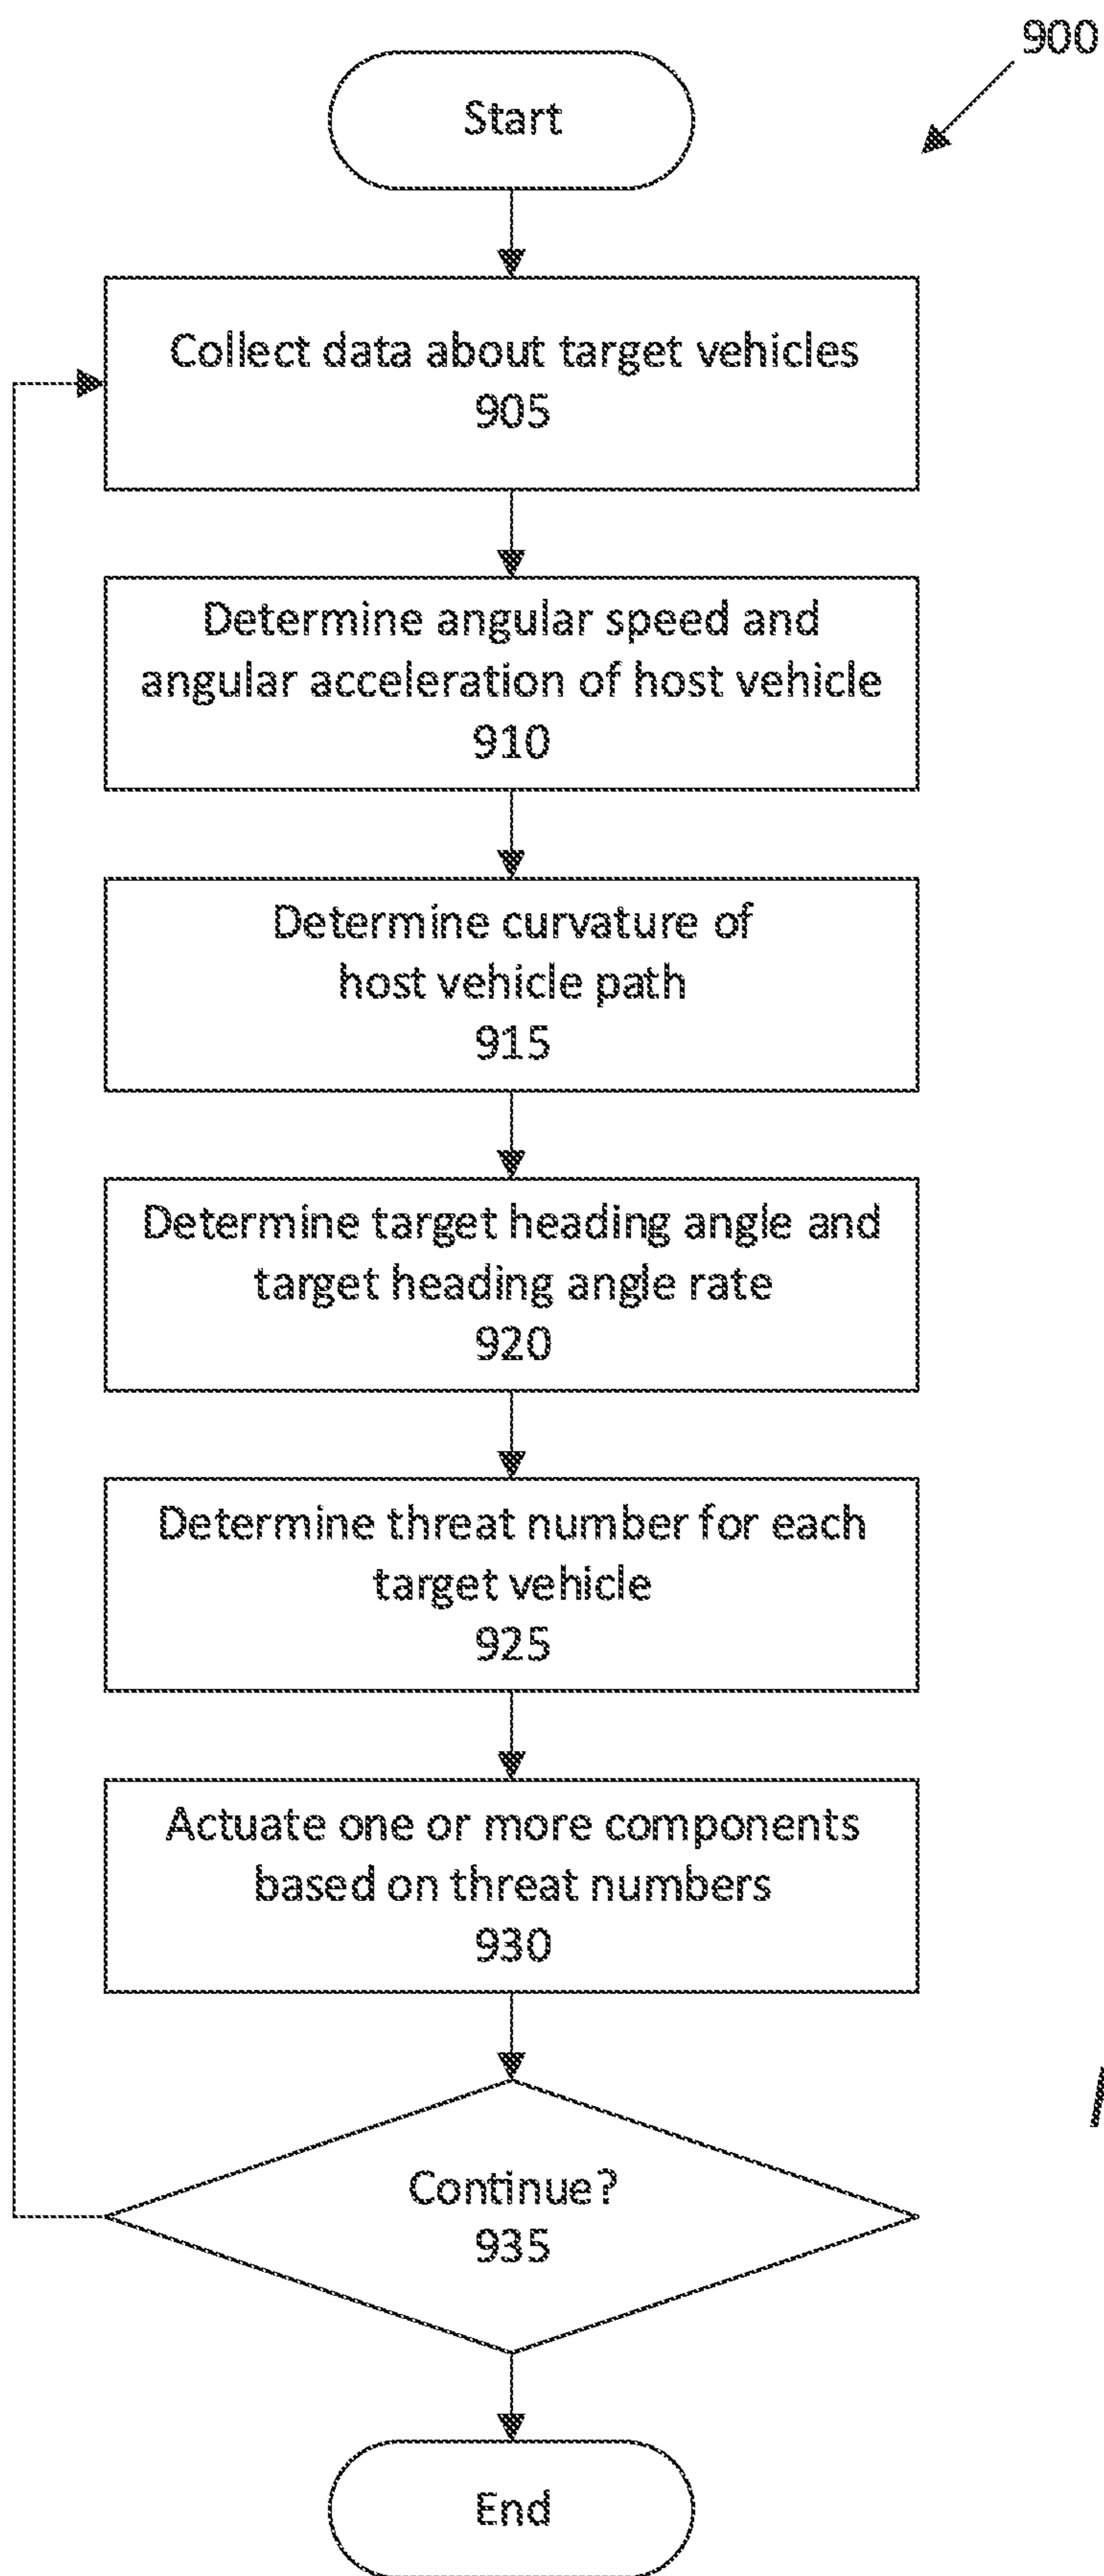 900
Start
Collect data about target vehicles
905
Determine angular speed and
angular acceleration of host vehicle
910
Determine curvature of
host vehicle path
915
Determine target heading angle and
target heading angle rate
920
Determine threat number for each
target vehicle
925
Actuate one or more components
based on threat numbers
930
Continue?
935
End